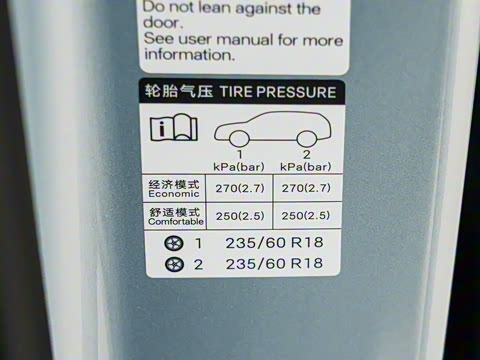 Do not lean against the
door.
See user manual for more
information.
轮胎气压 TIRE PRESSURE
i
1 2
kPa(bar) kPa(bar)
经济模式 270(2.7) 270(2.7)
Economic
舒适模式 250(2.5) 250(2.5)
Comfortable
1 235/60 R18
2 235/60 R18